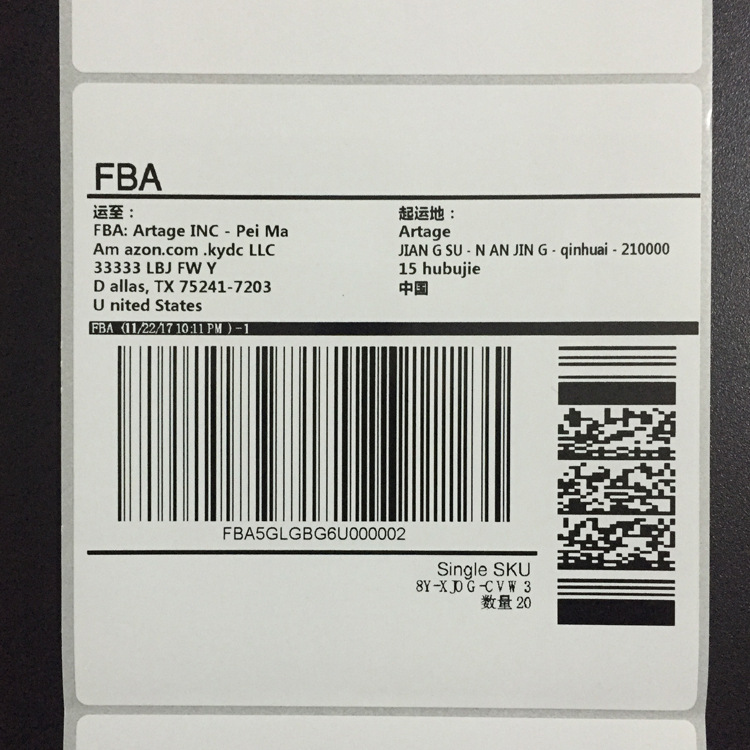 FBA
运至：
FBA: Artage INC - Pei Ma
Am azon.com .kydc LLC
33333 LBJ FW Y
D allas, TX 75241-7203
U nited States
起运地：
Artage
JIAN G SU - N AN JIN G - qinhuai - 210000
15 hubujie
中国
FBA (11/22/17 10:11 PM ) -1
FBA5GLGBG6U000002
Single SKU
8Y-XJ0G-CVW3
数量 20